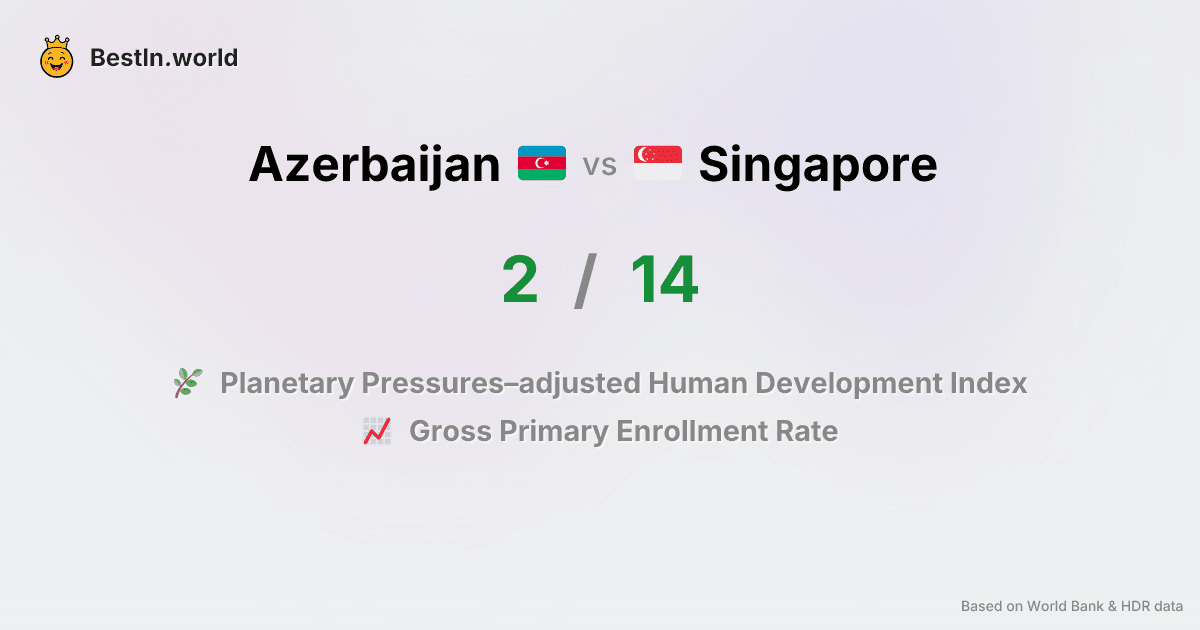 BestIn.world
Azerbaijan vs Singapore
2 / 14
Planetary Pressures–adjusted Human Development Index
Gross Primary Enrollment Rate
Based on World Bank & HDR data